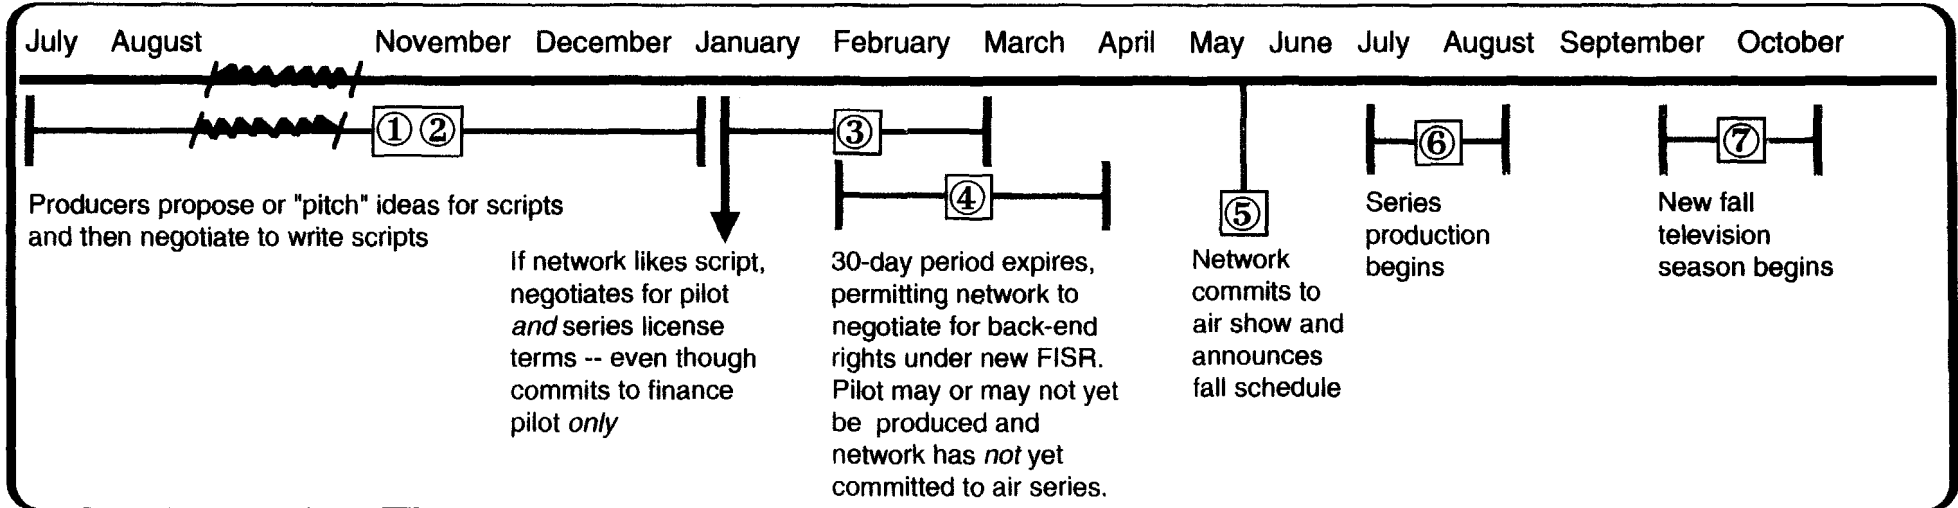 July August November December January February March April May June July August September October
① ② ③ ④ ⑤ ⑥ ⑦
Producers propose or "pitch" ideas for scripts
and then negotiate to write scripts
If network likes script,
negotiates for pilot
and series license
terms -- even though
commits to finance
pilot only
30-day period expires,
permitting network to
negotiate for back-end
rights under new FISR.
Pilot may or may not yet
be produced and
network has not yet
committed to air series.
Network
commits to
air show and
announces
fall schedule
Series
production
begins
New fall
television
season begins